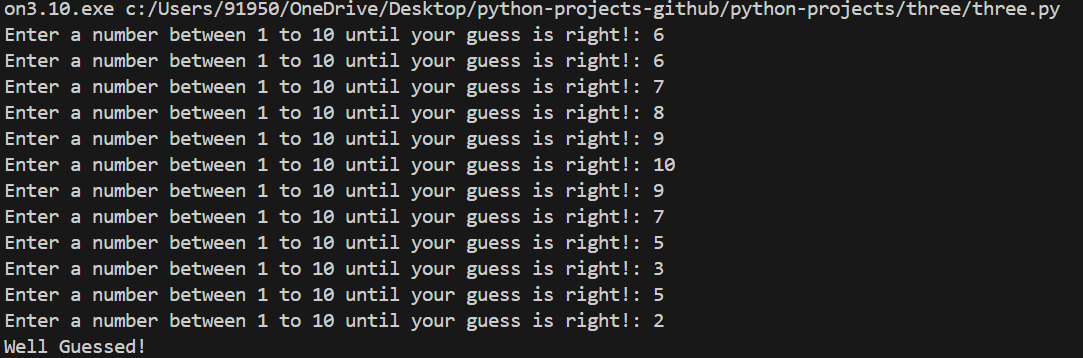 on3.10.exe c:/Users/91950/OneDrive/Desktop/python-projects-github/python-projects/three/three.py
Enter a number between 1 to 10 until your guess is right!: 6
Enter a number between 1 to 10 until your guess is right!: 6
Enter a number between 1 to 10 until your guess is right!: 7
Enter a number between 1 to 10 until your guess is right!: 8
Enter a number between 1 to 10 until your guess is right!: 9
Enter a number between 1 to 10 until your guess is right!: 10
Enter a number between 1 to 10 until your guess is right!: 9
Enter a number between 1 to 10 until your guess is right!: 7
Enter a number between 1 to 10 until your guess is right!: 5
Enter a number between 1 to 10 until your guess is right!: 3
Enter a number between 1 to 10 until your guess is right!: 5
Enter a number between 1 to 10 until your guess is right!: 2
Well Guessed!